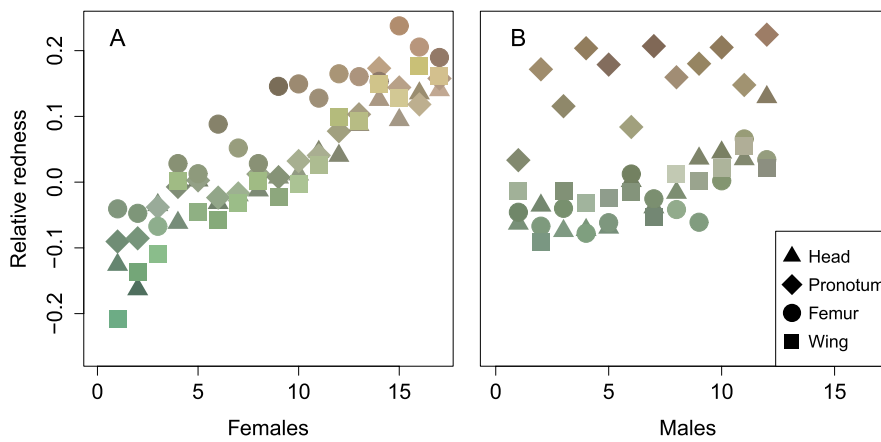 A
B
Relative redness
0.2
0.1
0.0
−0.1
−0.2
Head
Pronotum
Femur
Wing
0 5 10 15
0 5 10 15
Females
Males